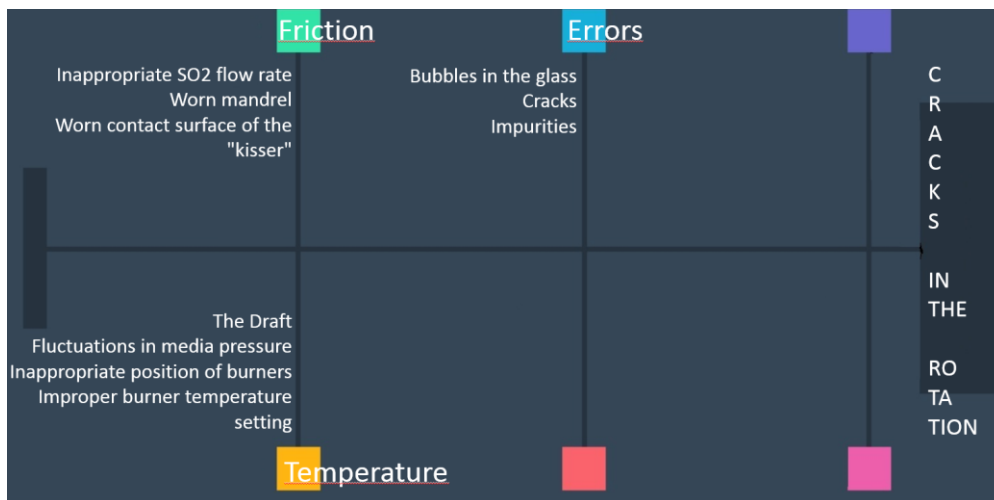 Friction
Errors
Inappropriate SO2 flow rate
Worn mandrel
Worn contact surface of the
"kisser"
Bubbles in the glass
Cracks
Impurities
C
R
A
C
K
S
IN
THE
RO
TA
TION
The Draft
Fluctuations in media pressure
Inappropriate position of burners
Improper burner temperature
setting
Temperature